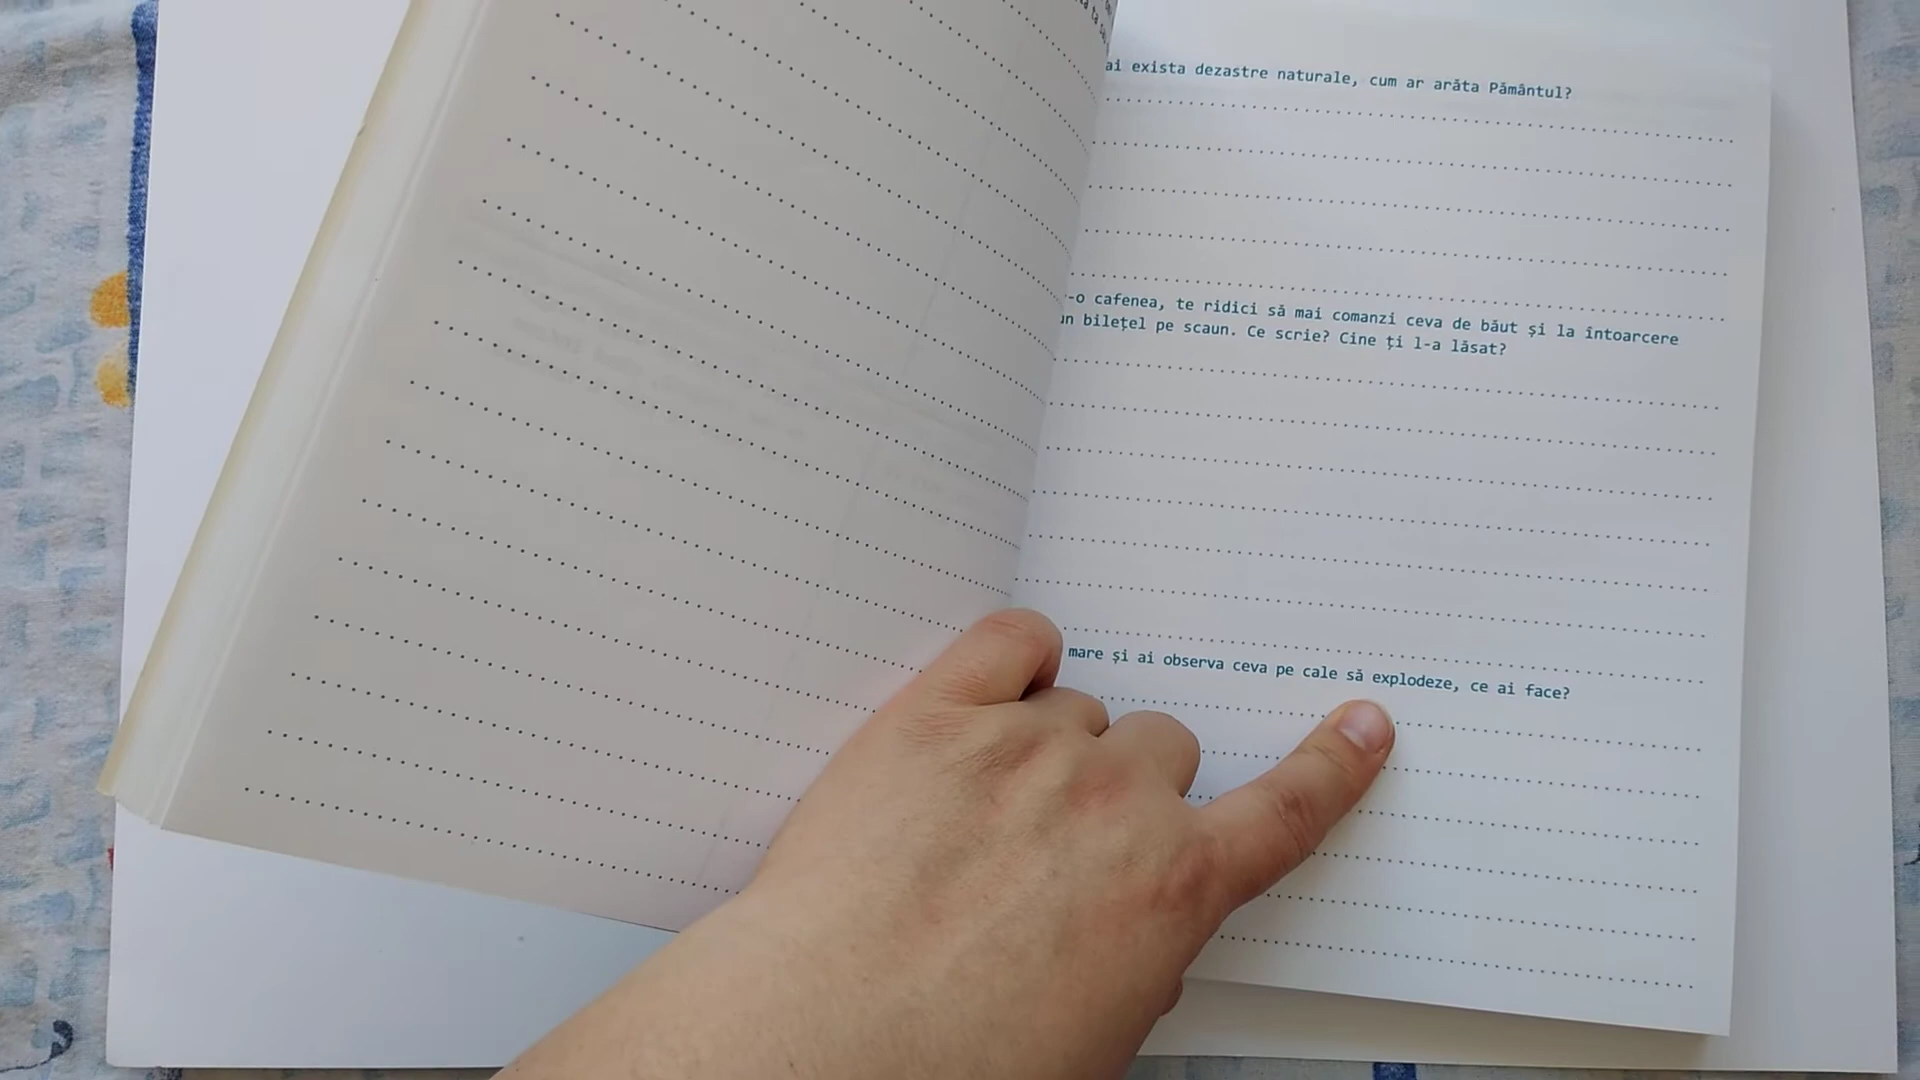 ai exista dezastre naturale, cum ar arăta Pământul?
-o cafenea, te ridici să mai comanzi ceva de băut și la întoarcere
un bilețel pe scaun. Ce scrie? Cine ți l-a lăsat?
mare și ai observa ceva pe cale să explodeze, ce ai face?